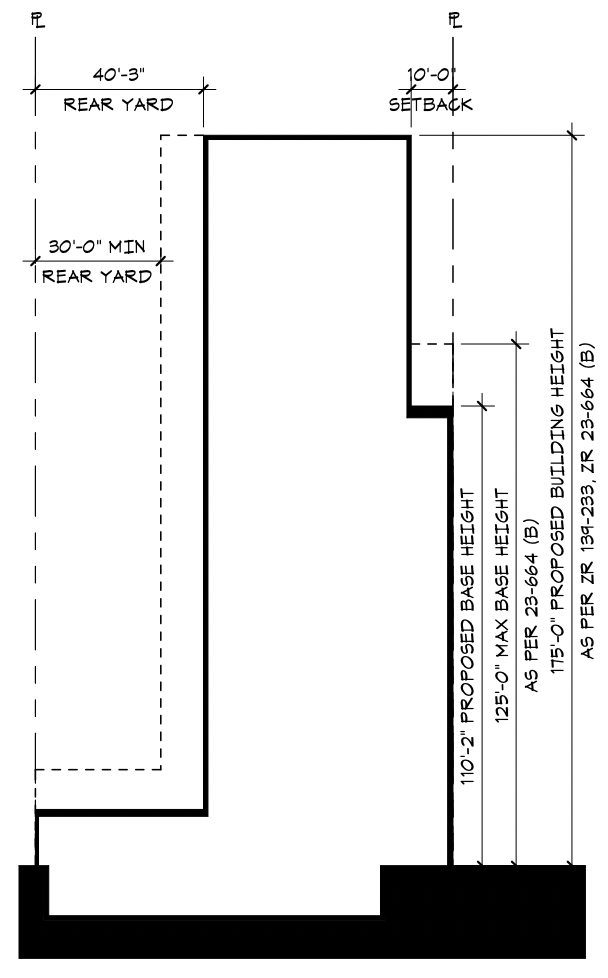 PL
PL
40'-3"
REAR YARD
10'-0"
SETBACK
30'-0" MIN
REAR YARD
110'-2" PROPOSED BASE HEIGHT
125'-0" MAX BASE HEIGHT
AS PER 23-664 (B)
175'-0" PROPOSED BUILDING HEIGHT
AS PER ZR 139-233, ZR 23-664 (B)